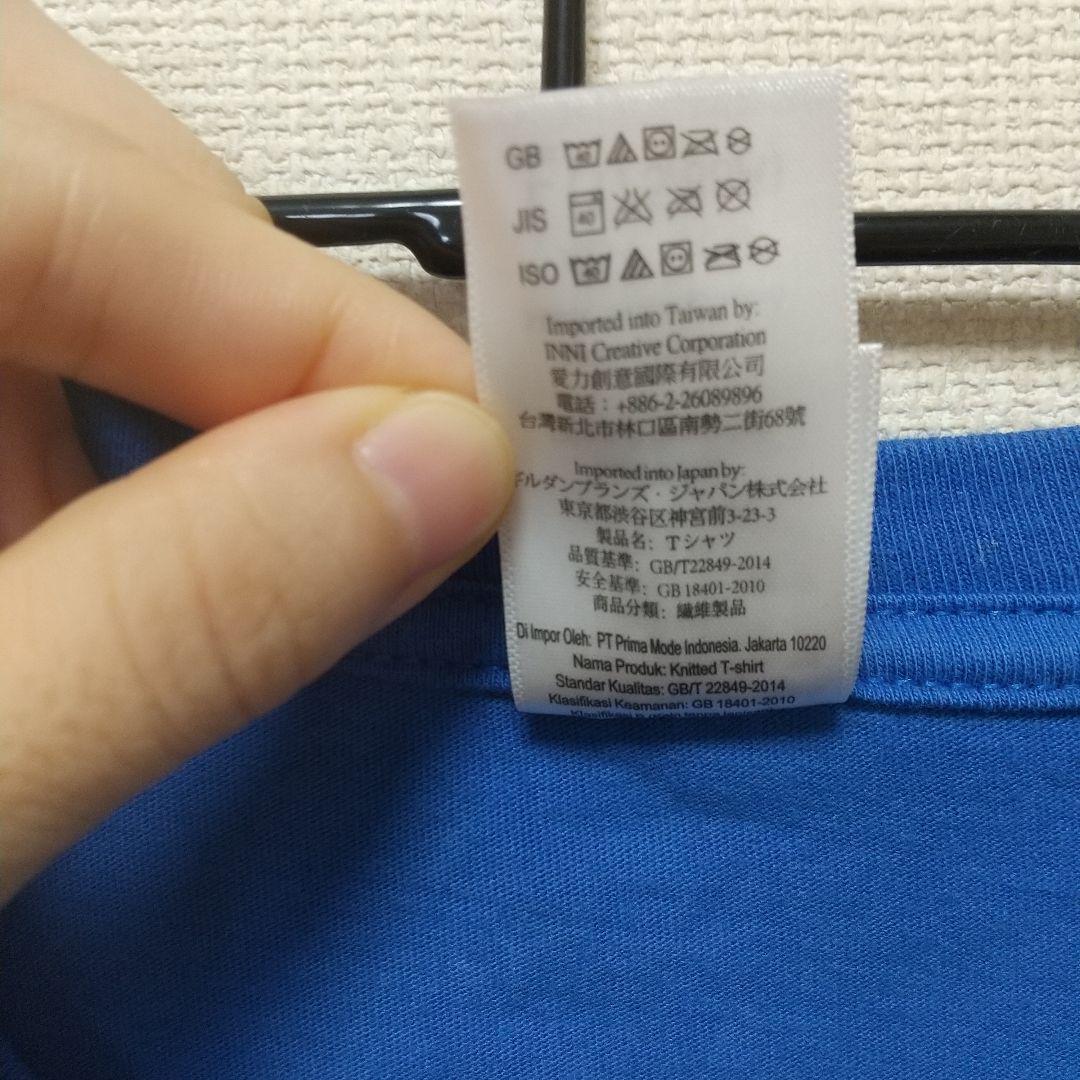 GB 40
JIS 40
ISO 40
Imported into Taiwan by:
INNI Creative Corporation
愛力創意國際有限公司
電話：+886-2-26089896
台灣新北市林口區南勢二街68號
Imported into Japan by:
ギルダンブランズ・ジャパン株式会社
東京都渋谷区神宮前3-23-3
製品名：Tシャツ
品質基準：GB/T22849-2014
安全基準：GB 18401-2010
商品分類：繊維製品
Di Impor Oleh: PT Prima Mode Indonesia. Jakarta 10220
Nama Produk: Knitted T-shirt
Standar Kualitas: GB/T 22849-2014
Klasifikasi Keamanan: GB 18401-2010